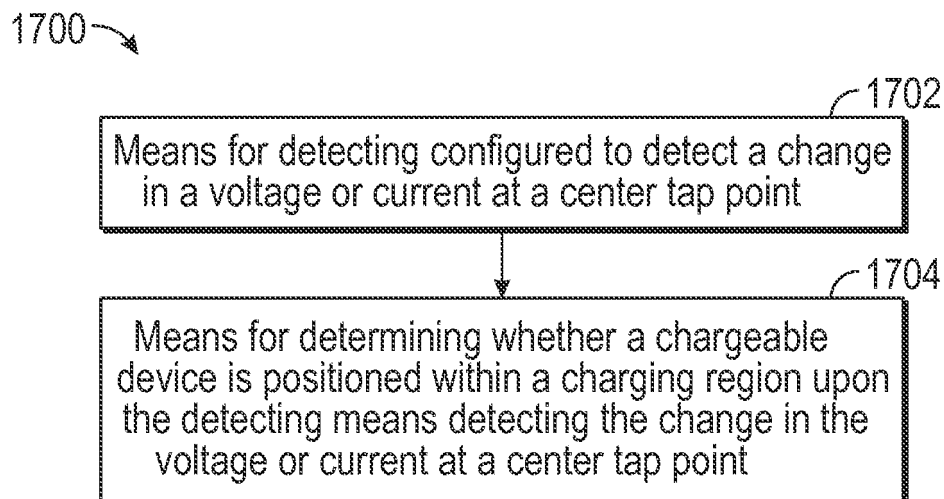 1700
1702
Means for detecting configured to detect a change
in a voltage or current at a center tap point
1704
Means for determining whether a chargeable
device is positioned within a charging region upon
the detecting means detecting the change in the
voltage or current at a center tap point